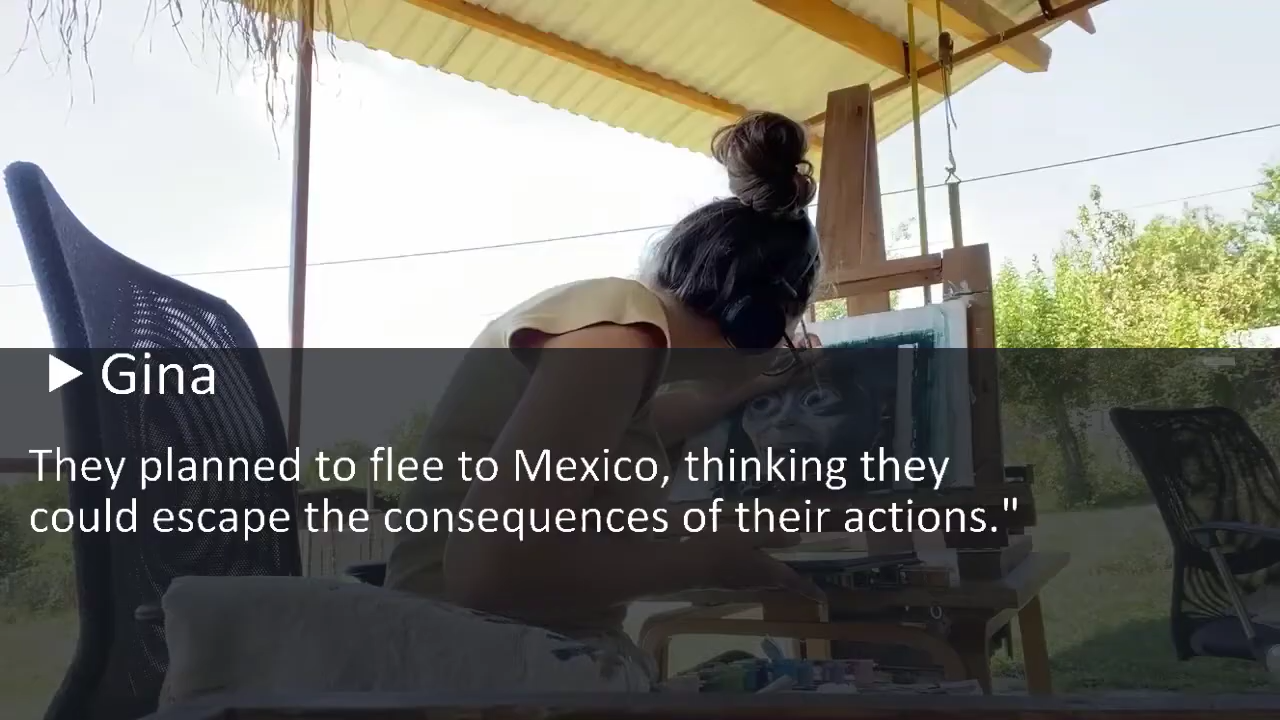 Gina
They planned to flee to Mexico, thinking they
could escape the consequences of their actions."